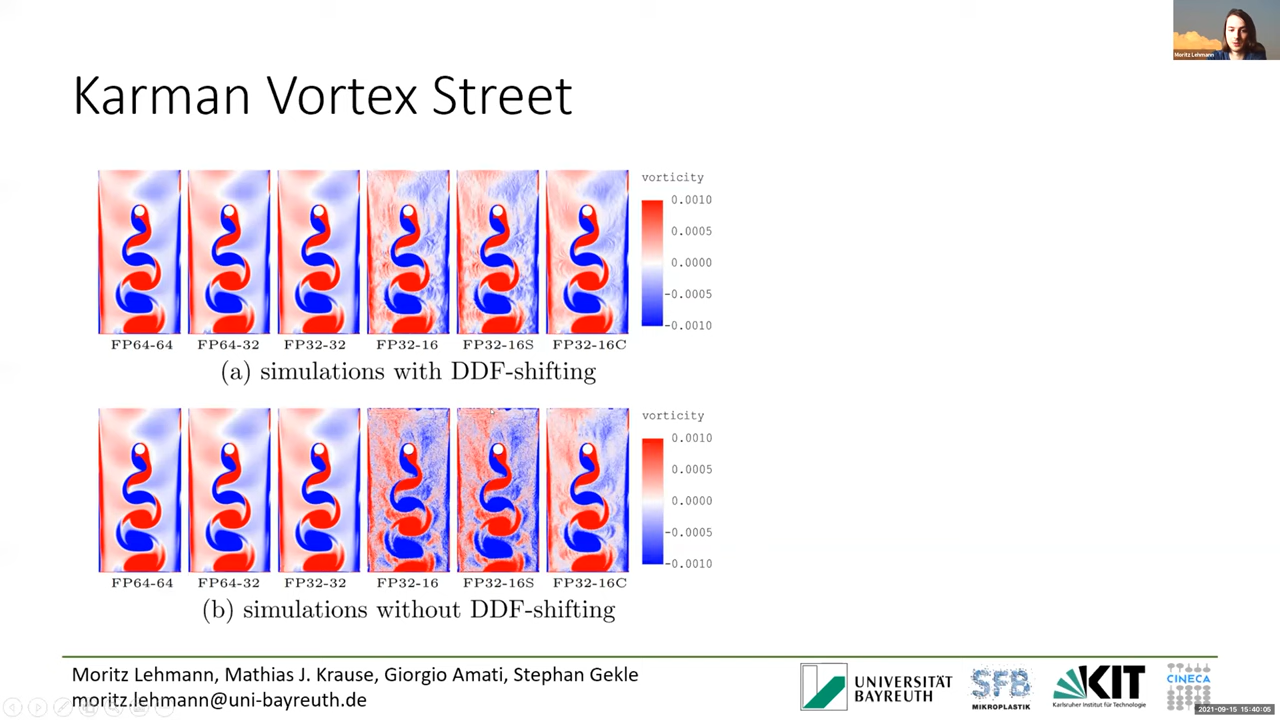 Moritz Lehmann
Karman Vortex Street
vorticity
0.0010
0.0005
0.0000
-0.0005
-0.0010
FP64-64 FP64-32 FP32-32 FP32-16 FP32-16S FP32-16C
(a) simulations with DDF-shifting
vorticity
0.0010
0.0005
0.0000
-0.0005
-0.0010
FP64-64 FP64-32 FP32-32 FP32-16 FP32-16S FP32-16C
(b) simulations without DDF-shifting
Moritz Lehmann, Mathias J. Krause, Giorgio Amati, Stephan Gekle
moritz.lehmann@uni-bayreuth.de
UNIVERSITÄT
BAYREUTH
SFB
MIKROPLASTIK
KIT
Karlsruher Institut für Technologie
CINECA
2021-09-15 15:40:05